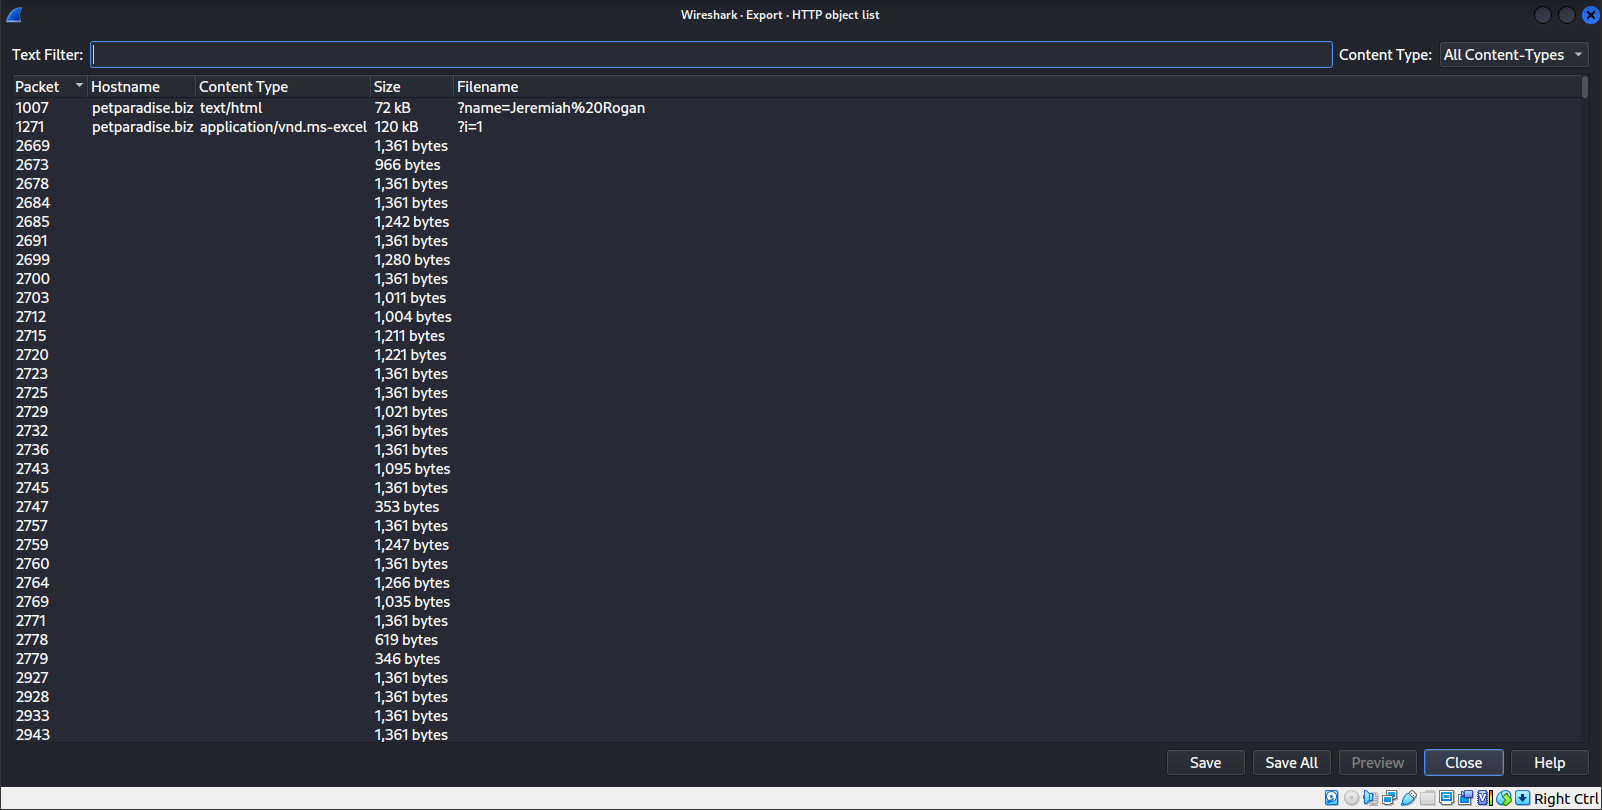 Wireshark · Export · HTTP object list
Text Filter: Content Type: All Content-Types
Packet Hostname Content Type Size Filename
1007 petparadise.biz text/html 72 kB ?name=Jeremiah%20Rogan
1271 petparadise.biz application/vnd.ms-excel 120 kB ?i=1
2669 1,361 bytes
2673 966 bytes
2678 1,361 bytes
2684 1,361 bytes
2685 1,242 bytes
2691 1,361 bytes
2699 1,280 bytes
2700 1,361 bytes
2703 1,011 bytes
2712 1,004 bytes
2715 1,211 bytes
2720 1,221 bytes
2723 1,361 bytes
2725 1,361 bytes
2729 1,021 bytes
2732 1,361 bytes
2736 1,361 bytes
2743 1,095 bytes
2745 1,361 bytes
2747 353 bytes
2757 1,361 bytes
2759 1,247 bytes
2760 1,361 bytes
2764 1,266 bytes
2769 1,035 bytes
2771 1,361 bytes
2778 619 bytes
2779 346 bytes
2927 1,361 bytes
2928 1,361 bytes
2933 1,361 bytes
2943 1,361 bytes
Save Save All Preview Close Help
Right Ctrl